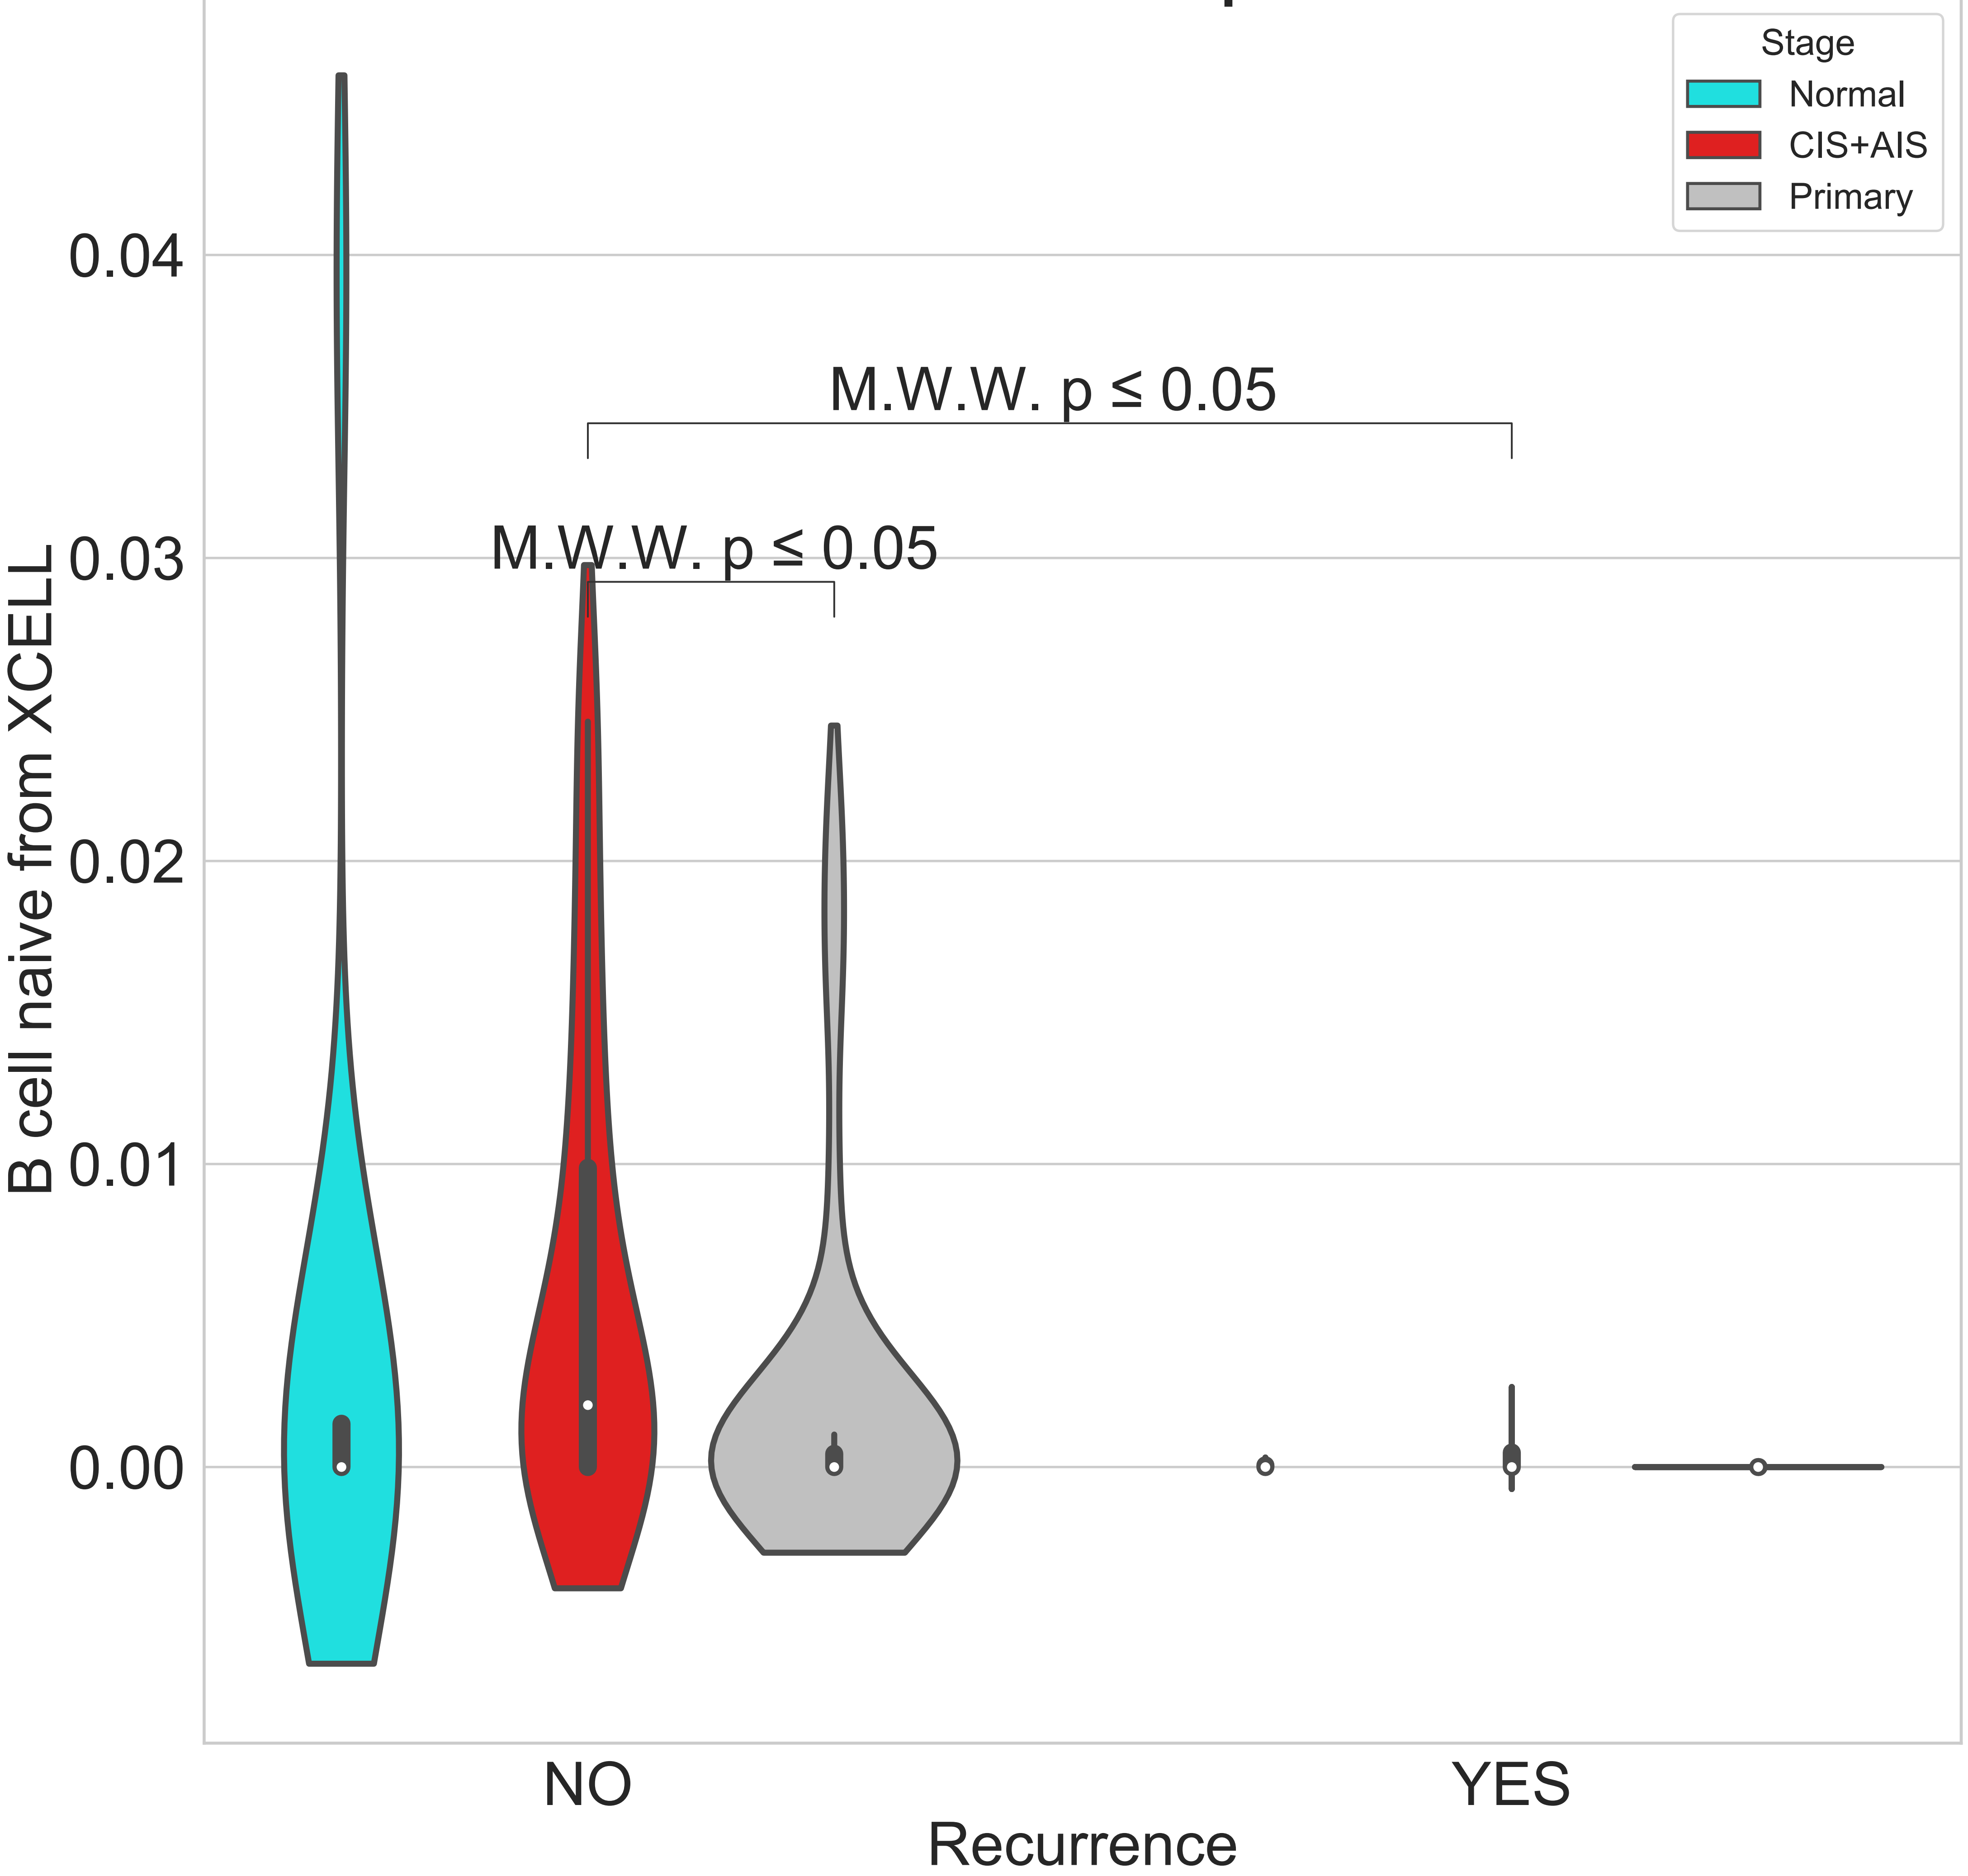 Stage
Normal
CIS+AIS
Primary
0.04
0.03
0.02
0.01
0.00
B cell naive from XCELL
M.W.W. p ≤ 0.05
M.W.W. p ≤ 0.05
NO
YES
Recurrence